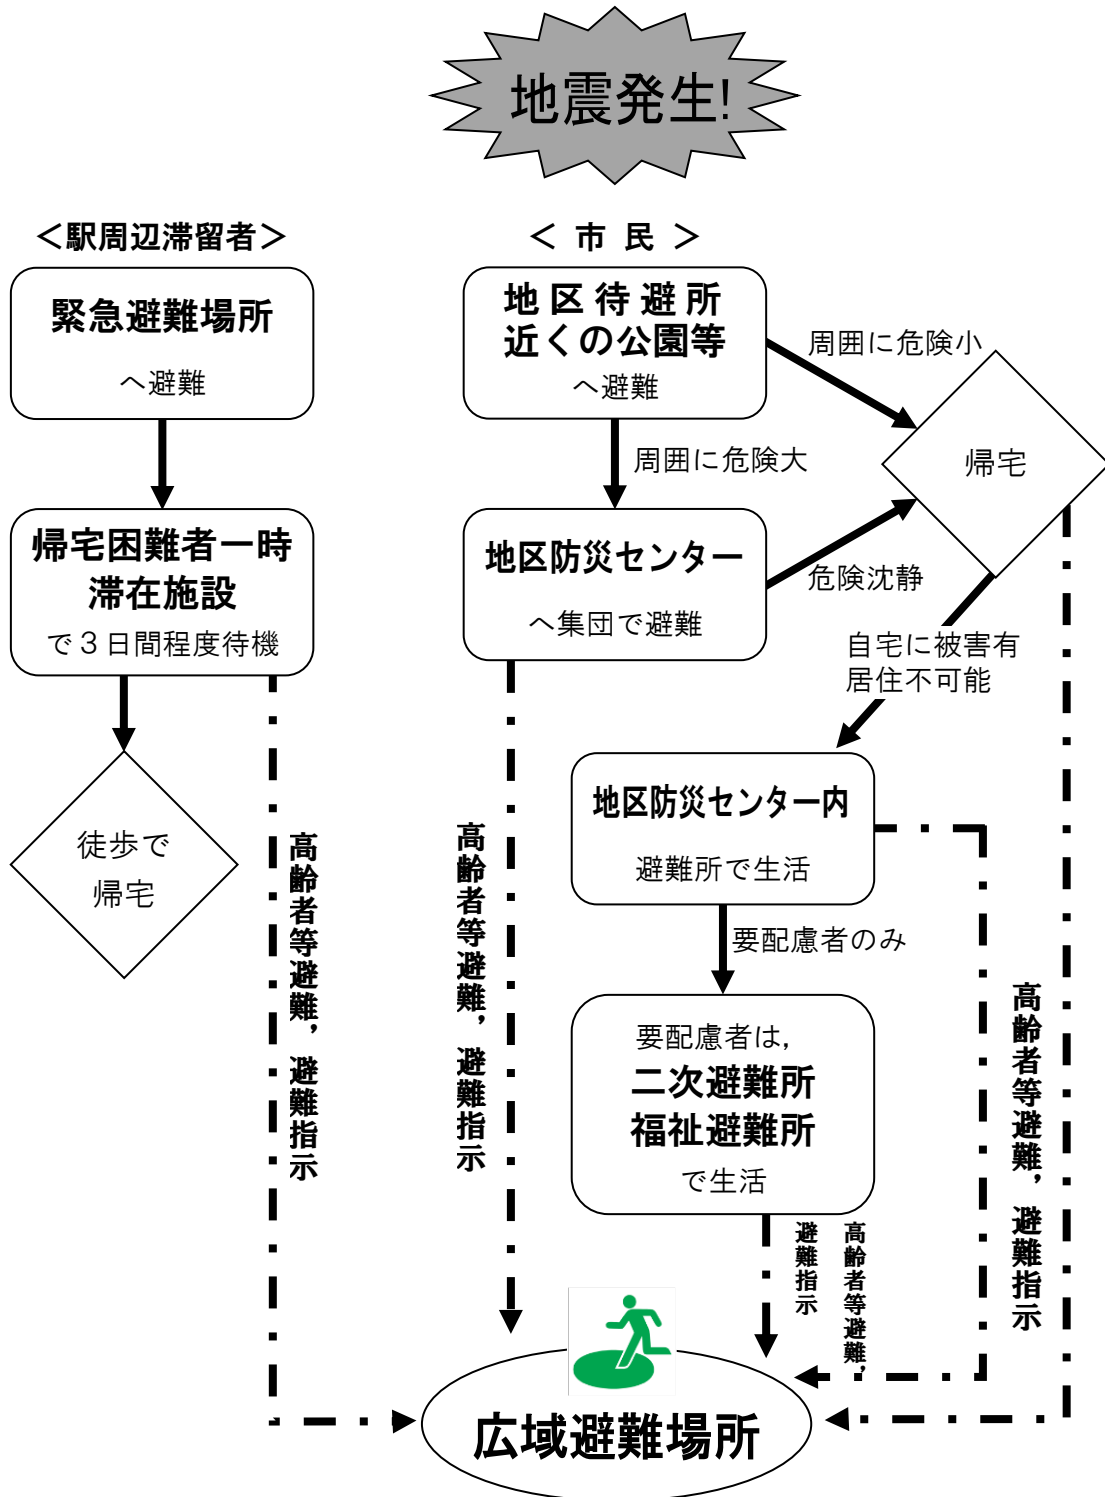 地震発生!
＜駅周辺滞留者＞
緊急避難場所
へ避難
帰宅困難者一時
滞在施設
で３日間程度待機
徒歩で
帰宅
高齢者等避難，避難指示
＜ 市 民 ＞
地区待避所
近くの公園等
へ避難
周囲に危険小
周囲に危険大
帰宅
地区防災センター
へ集団で避難
危険沈静
自宅に被害有
居住不可能
高齢者等避難，避難指示
地区防災センター内
避難所で生活
要配慮者のみ
要配慮者は，
二次避難所
福祉避難所
で生活
高齢者等避難，
避難指示
高齢者等避難，避難指示
広域避難場所